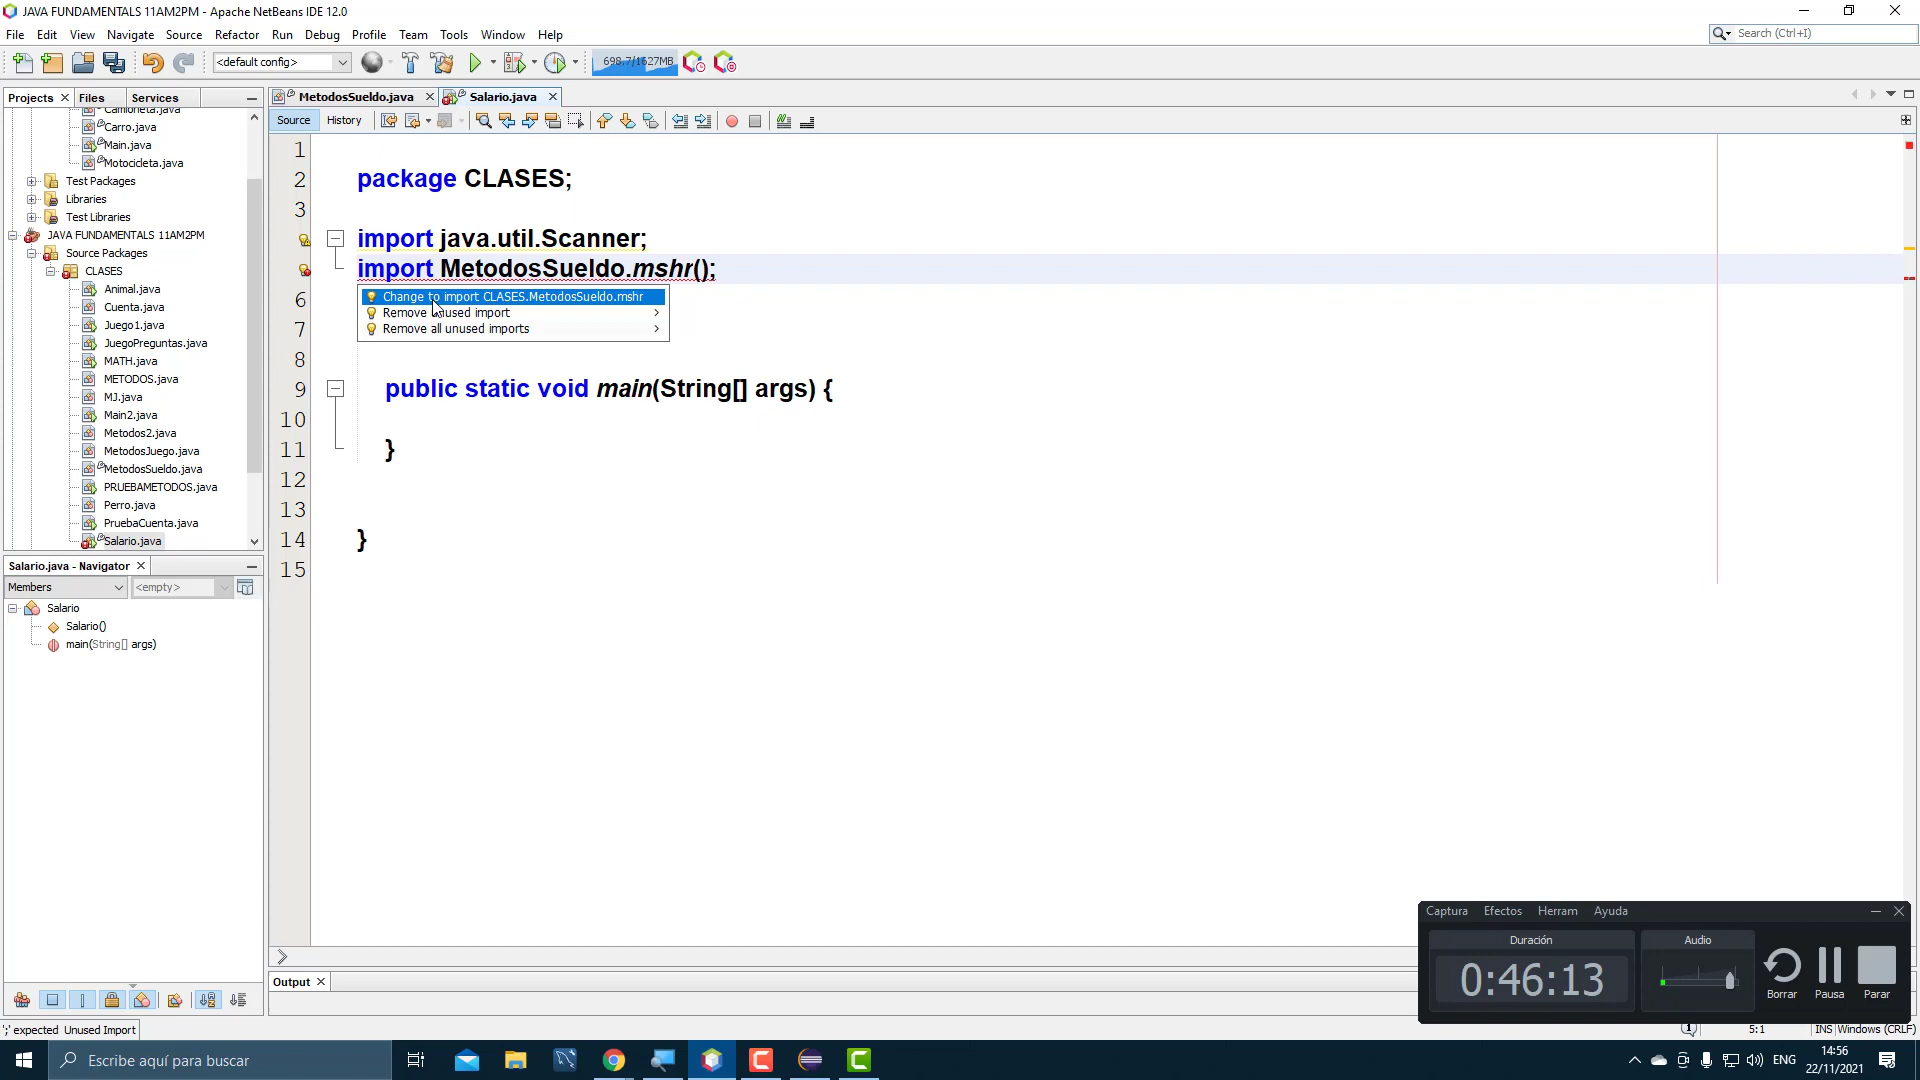 JAVA FUNDAMENTALS 11AM2PM - Apache NetBeans IDE 12.0
File Edit View Navigate Source Refactor Run Debug Profile Team Tools Window Help
Search (Ctrl+I)
<default config>
698.7/1627MB
Projects Files Services
MetodosSueldo.java Salario.java
Source History
Camioneta.java
Carro.java
Main.java
Motocicleta.java
Test Packages
Libraries
Test Libraries
JAVA FUNDAMENTALS 11AM2PM
Source Packages
CLASES
Animal.java
Cuenta.java
Juego1.java
JuegoPreguntas.java
MATH.java
METODOS.java
MJ.java
Main2.java
Metodos2.java
MetodosJuego.java
MetodosSueldo.java
PRUEBAMETODOS.java
Perro.java
PruebaCuenta.java
Salario.java
1
2 package CLASES;
3
import java.util.Scanner;
import MetodosSueldo.mshr();
6
7
8
9 public static void main(String[] args) {
10
11 }
12
13
14 }
15
Change to import CLASES.MetodosSueldo.mshr
Remove unused import
Remove all unused imports
Salario.java - Navigator
Members <empty>
Salario
Salario()
main(String[] args)
Output
';' expected Unused Import
5:1 INS Windows (CRLF)
Captura Efectos Herram Ayuda
Duración
0:46:13
Audio
Borrar Pausa Parar
Escribe aquí para buscar
ENG
14:56
22/11/2021